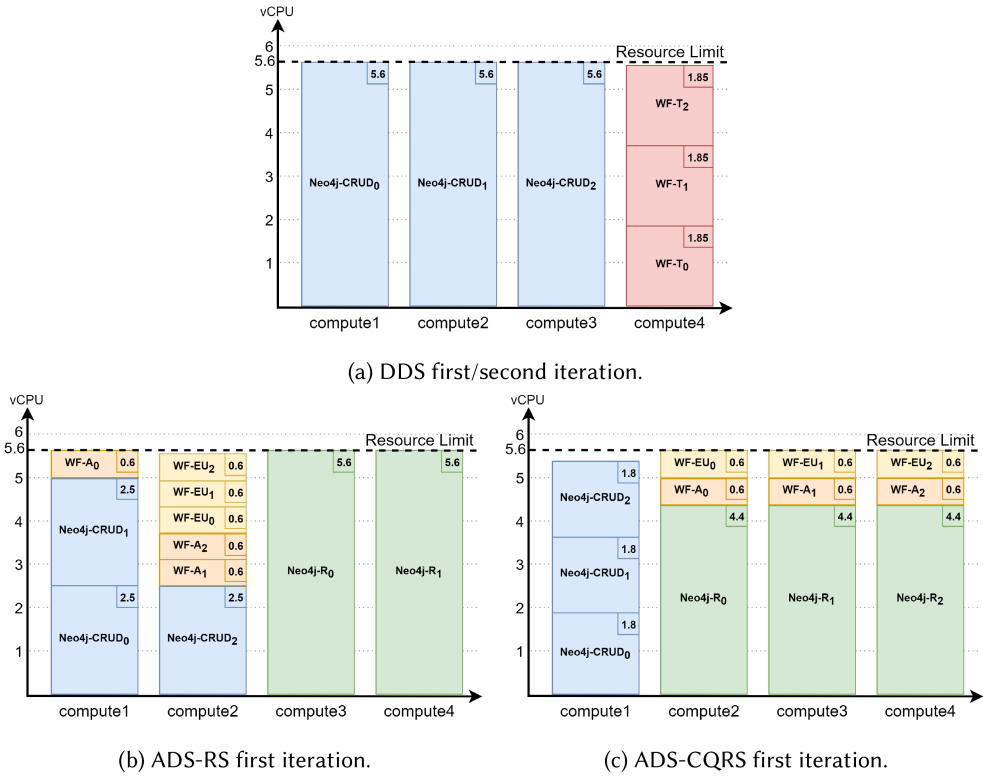 vCPU
6
Resource Limit
5.6
5.6
5.6
5.6
1.85
5
WF-T2
4
1.85
3
Neo4j-CRUD0
Neo4j-CRUD1
Neo4j-CRUD2
WF-T1
2
1.85
1
WF-T0
compute1
compute2
compute3
compute4
(a) DDS first/second iteration.
vCPU
6
Resource Limit
5.6
WF-A0
0.6
WF-EU2
0.6
5.6
5.6
5
2.5
WF-EU1
0.6
4
Neo4j-CRUD1
WF-EU0
0.6
WF-A2
0.6
3
WF-A1
0.6
Neo4j-R0
Neo4j-R1
2.5
2.5
2
Neo4j-CRUD0
Neo4j-CRUD2
1
compute1
compute2
compute3
compute4
(b) ADS-RS first iteration.
vCPU
6
Resource Limit
5.6
WF-EU0
0.6
WF-EU1
0.6
WF-EU2
0.6
5
1.8
Neo4j-CRUD2
WF-A0
0.6
WF-A1
0.6
WF-A2
0.6
4
4.4
4.4
4.4
1.8
3
Neo4j-CRUD1
2
Neo4j-R0
Neo4j-R1
Neo4j-R2
1.8
1
Neo4j-CRUD0
compute1
compute2
compute3
compute4
(c) ADS-CQRS first iteration.